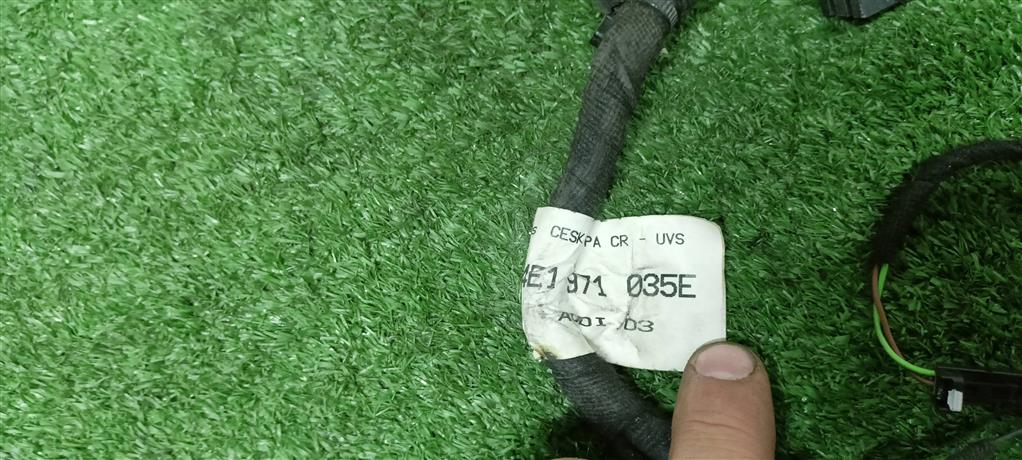 CESKPA CR - UVS
4E1 971 035E
AUDI D3